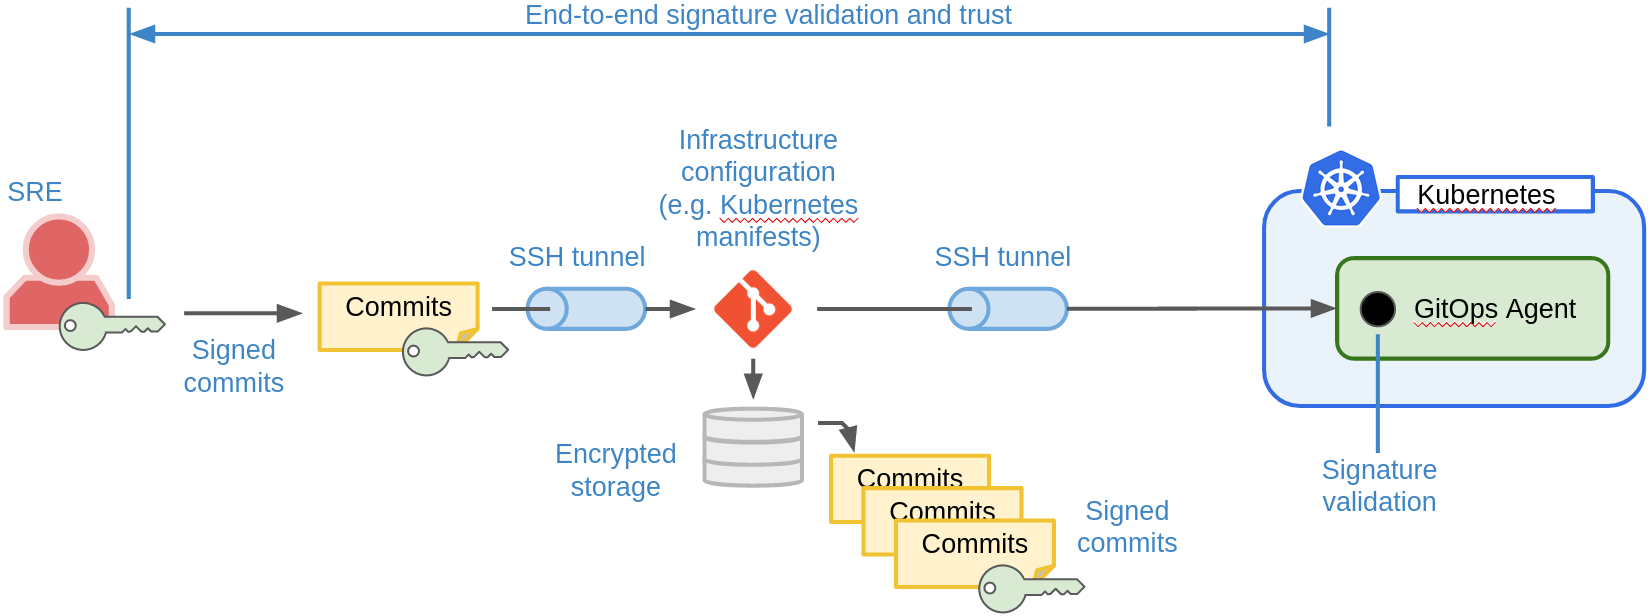 End-to-end signature validation and trust
Infrastructure
configuration
(e.g. Kubernetes
manifests)
SRE
Kubernetes
SSH tunnel
SSH tunnel
Commits
GitOps Agent
Signed
commits
Encrypted
storage
Commits
Commits
Commits
Signed
commits
Signature
validation